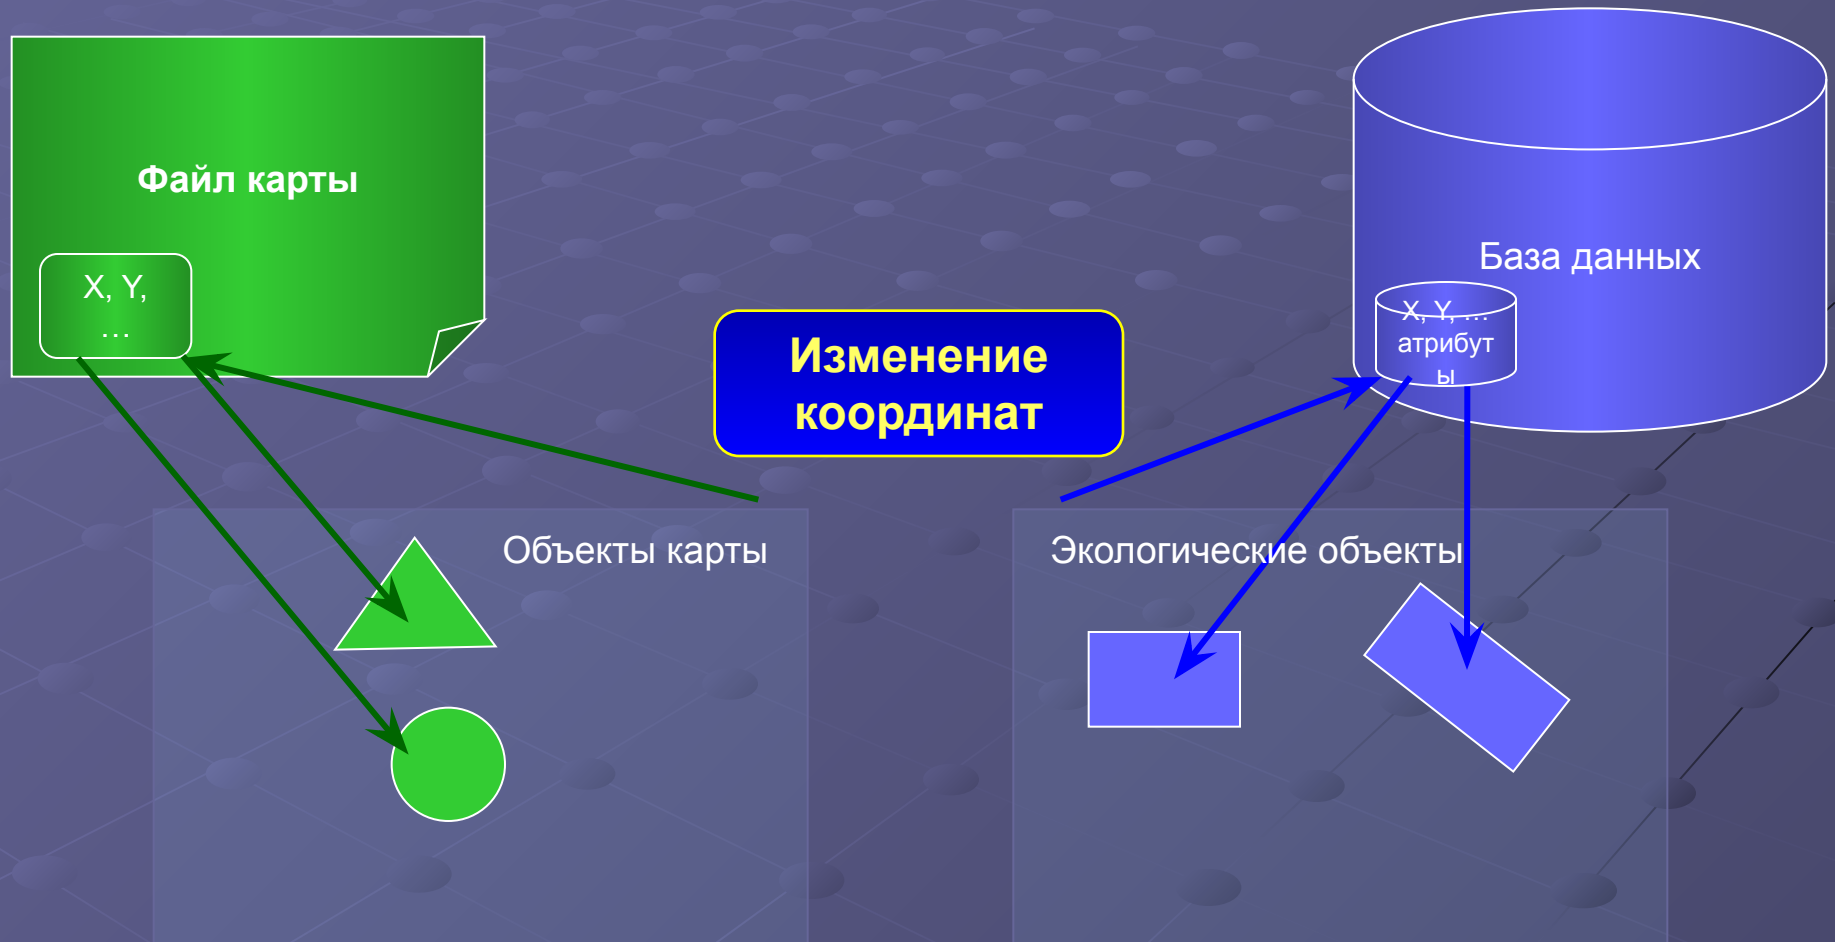 Файл карты
X, Y,
…
База данных
X, Y, …
атрибут
ы
Изменение
координат
Объекты карты
Экологические объекты